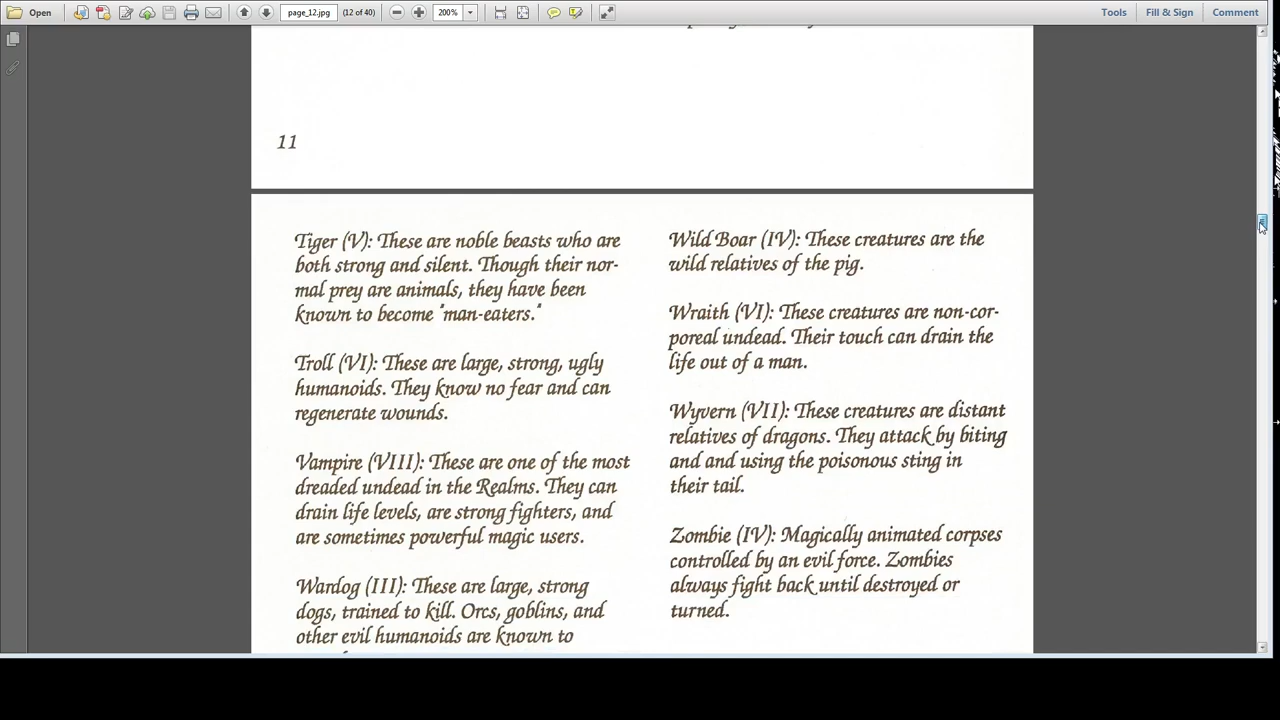 Open
page_12.jpg
(12 of 40)
200%
Tools
Fill & Sign
Comment
11
Tiger (V): These are noble beasts who are
both strong and silent. Though their nor-
mal prey are animals, they have been
known to become "man-eaters."
Troll (VI): These are large, strong, ugly
humanoids. They know no fear and can
regenerate wounds.
Vampire (VIII): These are one of the most
dreaded undead in the Realms. They can
drain life levels, are strong fighters, and
are sometimes powerful magic users.
Wardog (III): These are large, strong
dogs, trained to kill. Orcs, goblins, and
other evil humanoids are known to
Wild Boar (IV): These creatures are the
wild relatives of the pig.
Wraith (VI): These creatures are non-cor-
poreal undead. Their touch can drain the
life out of a man.
Wyvern (VII): These creatures are distant
relatives of dragons. They attack by biting
and and using the poisonous sting in
their tail.
Zombie (IV): Magically animated corpses
controlled by an evil force. Zombies
always fight back until destroyed or
turned.